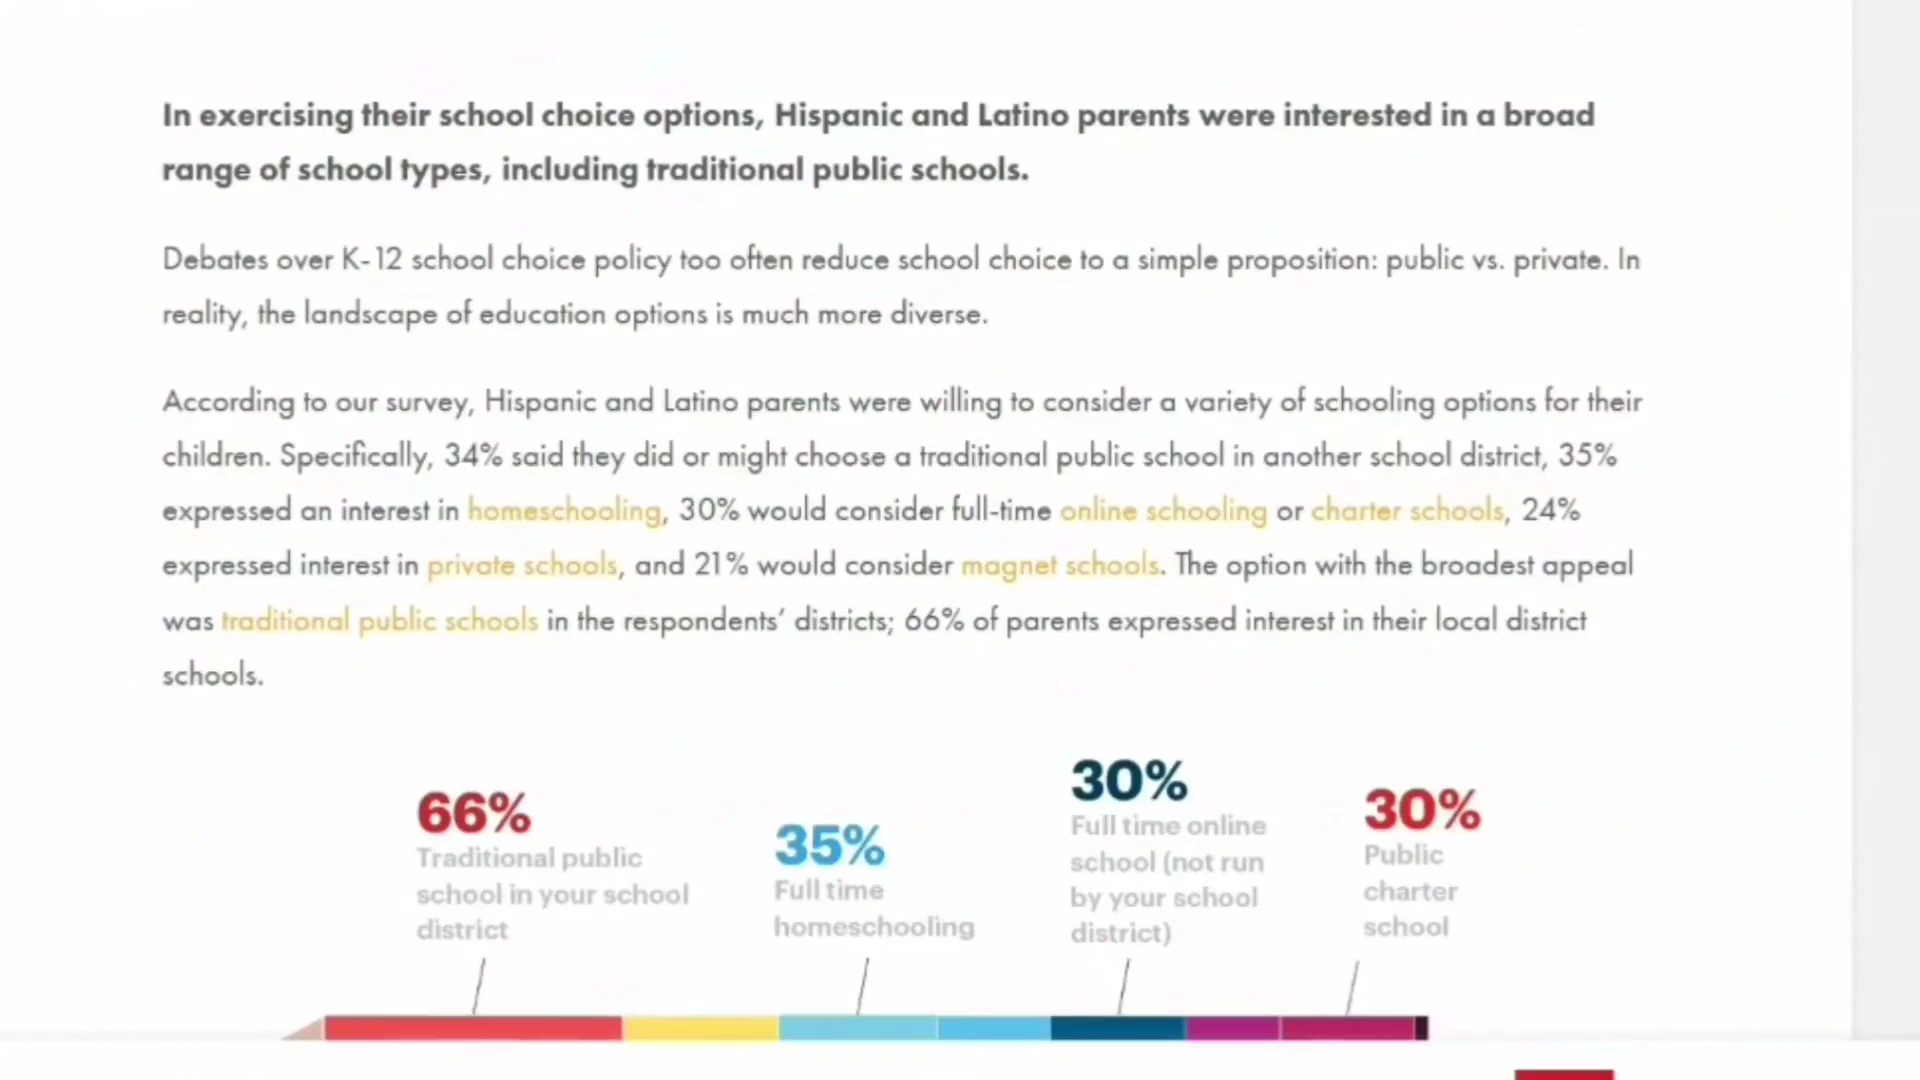 In exercising their school choice options, Hispanic and Latino parents were interested in a broad
range of school types, including traditional public schools.
Debates over K-12 school choice policy too often reduce school choice to a simple proposition: public vs. private. In
reality, the landscape of education options is much more diverse.
According to our survey, Hispanic and Latino parents were willing to consider a variety of schooling options for their
children. Specifically, 34% said they did or might choose a traditional public school in another school district, 35%
expressed an interest in homeschooling, 30% would consider full-time online schooling or charter schools, 24%
expressed interest in private schools, and 21% would consider magnet schools. The option with the broadest appeal
was traditional public schools in the respondents' districts; 66% of parents expressed interest in their local district
schools.
66%
Traditional public
school in your school
district
35%
Full time
homeschooling
30%
Full time online
school (not run
by your school
district)
30%
Public
charter
school